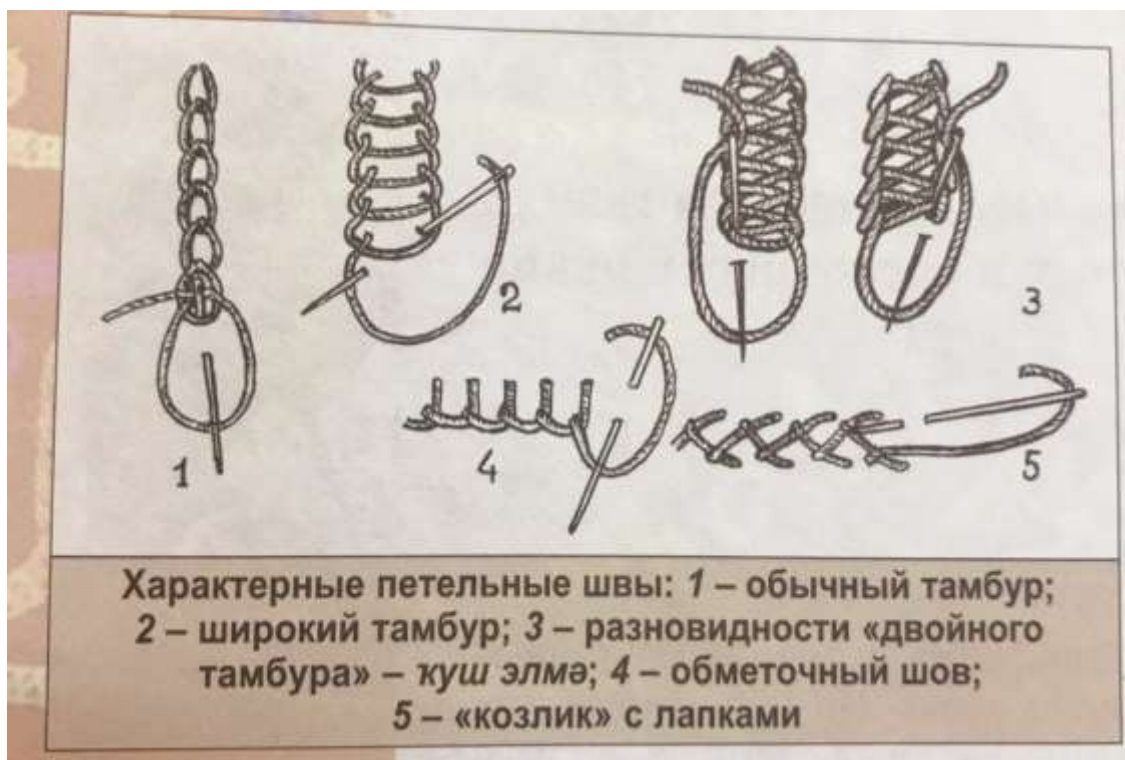 1
2
3
4
5
Характерные петельные швы: 1 – обычный тамбур;
2 – широкий тамбур; 3 – разновидности «двойного
тамбура» – ҡуш элмә; 4 – обметочный шов;
5 – «козлик» с лапками